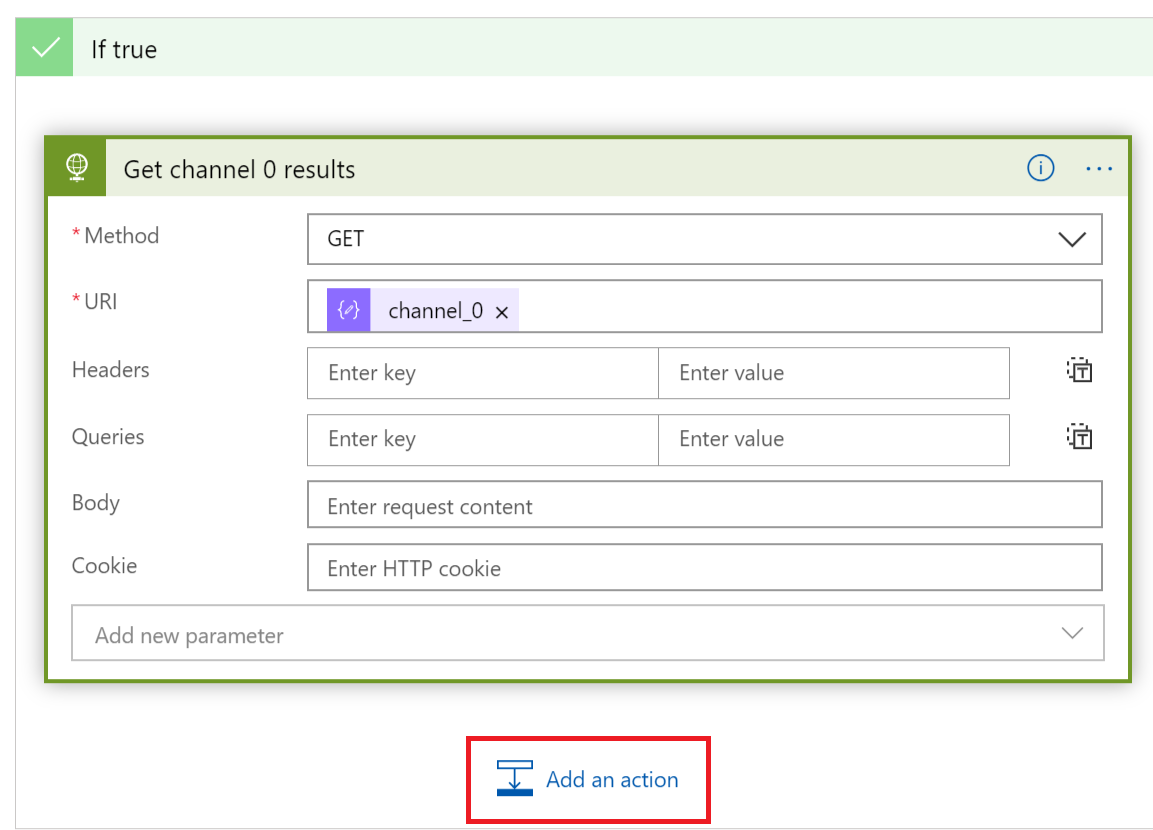 If true
Get channel 0 results
* Method
GET
* URI
channel_0
Headers
Enter key
Enter value
Queries
Enter key
Enter value
Body
Enter request content
Cookie
Enter HTTP cookie
Add new parameter
Add an action